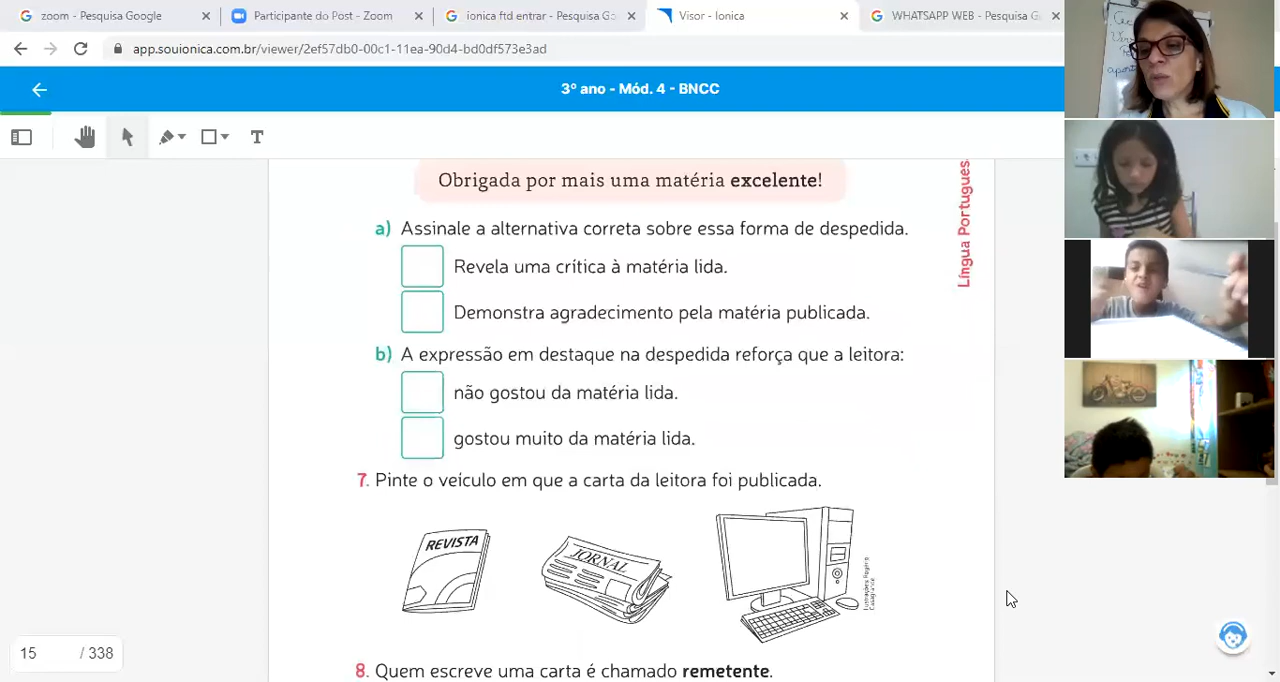 zoom - Pesquisa Google
Participante do Post - Zoom
ionica ftd entrar - Pesquisa Go
Visor - Ionica
WHATSAPP WEB - Pesquisa G
app.souionica.com.br/viewer/2ef57db0-00c1-11ea-90d4-bd0df573e3ad
3º ano - Mód. 4 - BNCC
T
Obrigada por mais uma matéria excelente!
Língua Portugues
a) Assinale a alternativa correta sobre essa forma de despedida.
Revela uma crítica à matéria lida.
Demonstra agradecimento pela matéria publicada.
b) A expressão em destaque na despedida reforça que a leitora:
não gostou da matéria lida.
gostou muito da matéria lida.
7. Pinte o veículo em que a carta da leitora foi publicada.
REVISTA
JORNAL
Ilustrações: Rogério
Casagrande
15 / 338
8. Quem escreve uma carta é chamado remetente.